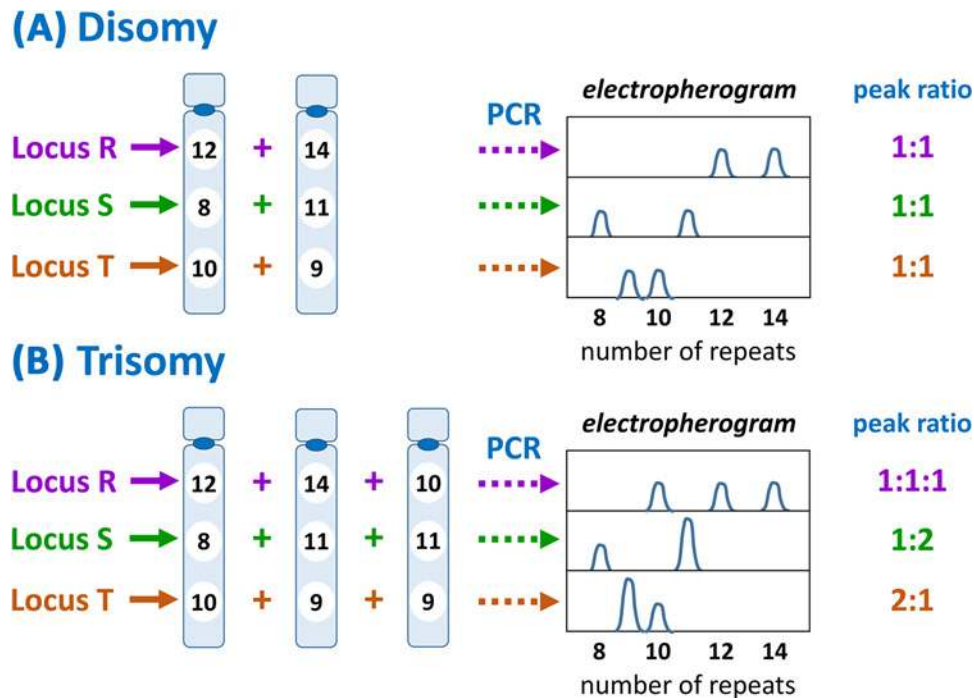 (A) Disomy
electropherogram peak ratio
PCR
Locus R 12 + 14 1:1
Locus S 8 + 11 1:1
Locus T 10 + 9 1:1
8 10 12 14
number of repeats
(B) Trisomy
electropherogram peak ratio
PCR
Locus R 12 + 14 + 10 1:1:1
Locus S 8 + 11 + 11 1:2
Locus T 10 + 9 + 9 2:1
8 10 12 14
number of repeats